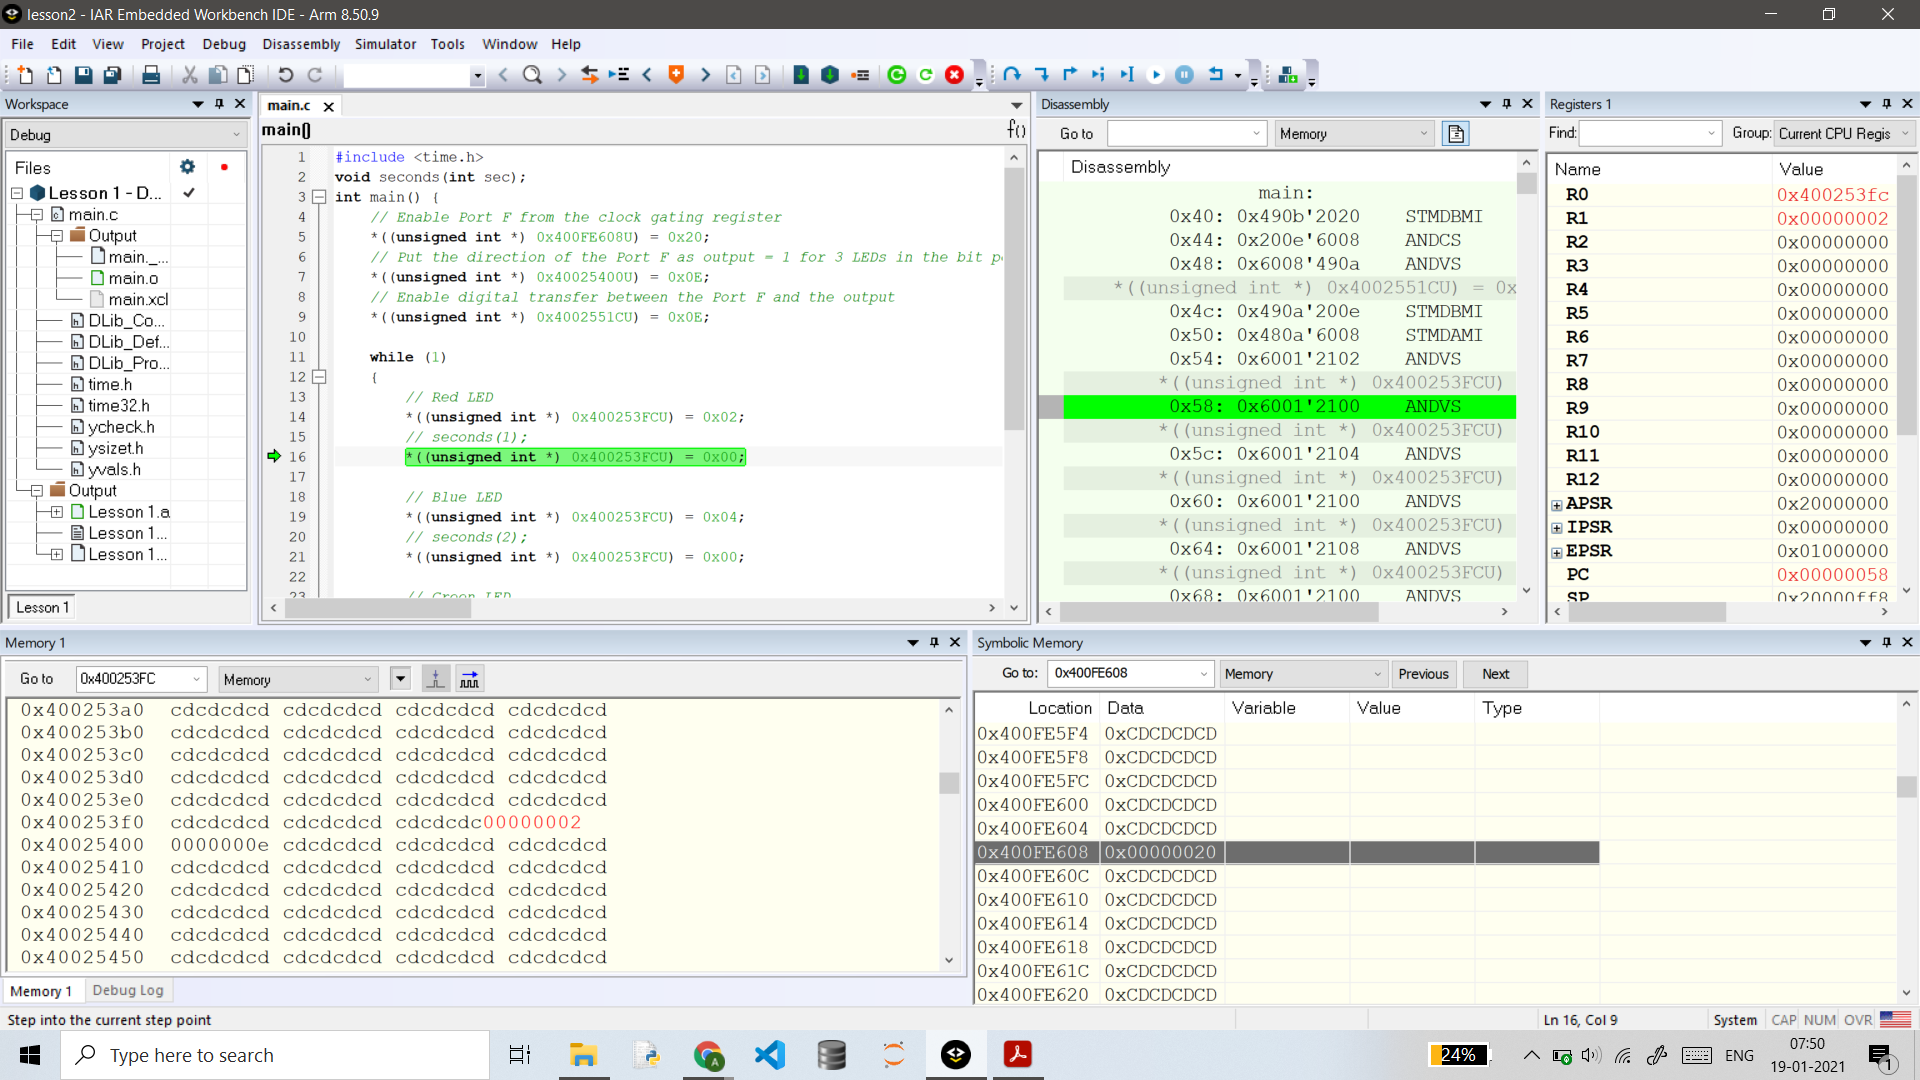 lesson2 - IAR Embedded Workbench IDE - Arm 8.50.9
File Edit View Project Debug Disassembly Simulator Tools Window Help
Workspace
Debug
Files
Lesson 1 - D...
main.c
Output
main._...
main.o
main.xcl
DLib_Co...
DLib_Def...
DLib_Pro...
time.h
time32.h
ycheck.h
ysizet.h
yvals.h
Output
Lesson 1.a
Lesson 1...
Lesson 1...
Lesson 1
main.c
main()
f()
1 #include <time.h>
2 void seconds(int sec);
3 int main() {
4 // Enable Port F from the clock gating register
5 *((unsigned int *) 0x400FE608U) = 0x20;
6 // Put the direction of the Port F as output = 1 for 3 LEDs in the bit p
7 *((unsigned int *) 0x40025400U) = 0x0E;
8 // Enable digital transfer between the Port F and the output
9 *((unsigned int *) 0x4002551CU) = 0x0E;
10
11 while (1)
12 {
13 // Red LED
14 *((unsigned int *) 0x400253FCU) = 0x02;
15 // seconds(1);
16 *((unsigned int *) 0x400253FCU) = 0x00;
17
18 // Blue LED
19 *((unsigned int *) 0x400253FCU) = 0x04;
20 // seconds(2);
21 *((unsigned int *) 0x400253FCU) = 0x00;
22
23 // Green LED
Disassembly
Go to Memory
Disassembly
main:
0x40: 0x490b'2020 STMDBMI
0x44: 0x200e'6008 ANDCS
0x48: 0x6008'490a ANDVS
*((unsigned int *) 0x4002551CU) = 0x
0x4c: 0x490a'200e STMDBMI
0x50: 0x480a'6008 STMDAMI
0x54: 0x6001'2102 ANDVS
*((unsigned int *) 0x400253FCU)
0x58: 0x6001'2100 ANDVS
*((unsigned int *) 0x400253FCU)
0x5c: 0x6001'2104 ANDVS
*((unsigned int *) 0x400253FCU)
0x60: 0x6001'2100 ANDVS
*((unsigned int *) 0x400253FCU)
0x64: 0x6001'2108 ANDVS
*((unsigned int *) 0x400253FCU)
0x68: 0x6001'2100 ANDVS
Registers 1
Find: Group: Current CPU Regis
Name Value
R0 0x400253fc
R1 0x00000002
R2 0x00000000
R3 0x00000000
R4 0x00000000
R5 0x00000000
R6 0x00000000
R7 0x00000000
R8 0x00000000
R9 0x00000000
R10 0x00000000
R11 0x00000000
R12 0x00000000
APSR 0x20000000
IPSR 0x00000000
EPSR 0x01000000
PC 0x00000058
SP 0x20000ff8
Memory 1
Go to 0x400253FC Memory
0x400253a0 cdcdcdcd cdcdcdcd cdcdcdcd cdcdcdcd
0x400253b0 cdcdcdcd cdcdcdcd cdcdcdcd cdcdcdcd
0x400253c0 cdcdcdcd cdcdcdcd cdcdcdcd cdcdcdcd
0x400253d0 cdcdcdcd cdcdcdcd cdcdcdcd cdcdcdcd
0x400253e0 cdcdcdcd cdcdcdcd cdcdcdcd cdcdcdcd
0x400253f0 cdcdcdcd cdcdcdcd cdcdcdc00000002
0x40025400 0000000e cdcdcdcd cdcdcdcd cdcdcdcd
0x40025410 cdcdcdcd cdcdcdcd cdcdcdcd cdcdcdcd
0x40025420 cdcdcdcd cdcdcdcd cdcdcdcd cdcdcdcd
0x40025430 cdcdcdcd cdcdcdcd cdcdcdcd cdcdcdcd
0x40025440 cdcdcdcd cdcdcdcd cdcdcdcd cdcdcdcd
0x40025450 cdcdcdcd cdcdcdcd cdcdcdcd cdcdcdcd
Memory 1 Debug Log
Symbolic Memory
Go to: 0x400FE608 Memory Previous Next
Location Data Variable Value Type
0x400FE5F4 0xCDCDCDCD
0x400FE5F8 0xCDCDCDCD
0x400FE5FC 0xCDCDCDCD
0x400FE600 0xCDCDCDCD
0x400FE604 0xCDCDCDCD
0x400FE608 0x00000020
0x400FE60C 0xCDCDCDCD
0x400FE610 0xCDCDCDCD
0x400FE614 0xCDCDCDCD
0x400FE618 0xCDCDCDCD
0x400FE61C 0xCDCDCDCD
0x400FE620 0xCDCDCDCD
Step into the current step point
Ln 16, Col 9 System CAP NUM OVR
Type here to search
24%
ENG
07:50
19-01-2021
1